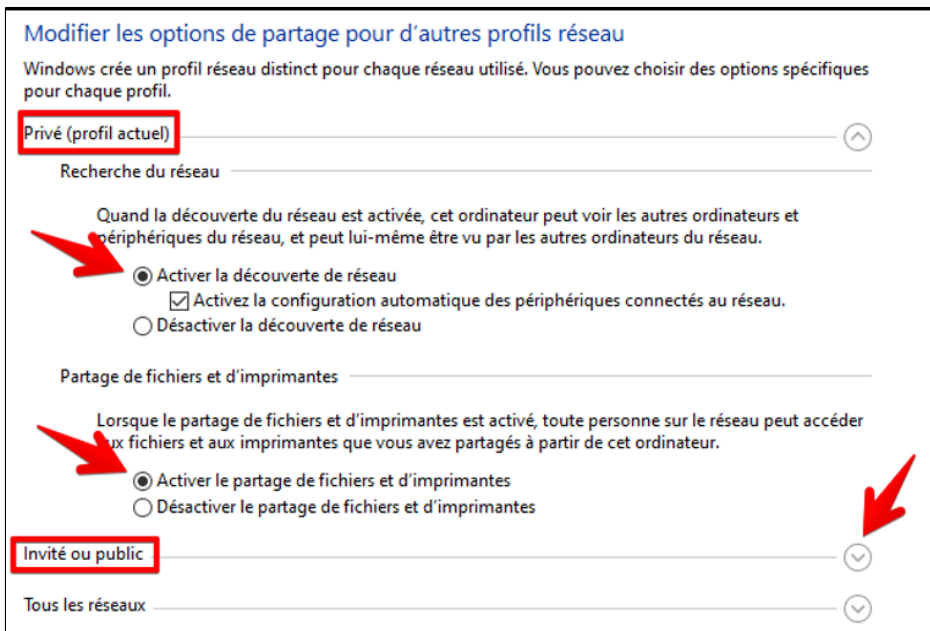 Modifier les options de partage pour d'autres profils réseau
Windows crée un profil réseau distinct pour chaque réseau utilisé. Vous pouvez choisir des options spécifiques
pour chaque profil.
Privé (profil actuel)
Recherche du réseau
Quand la découverte du réseau est activée, cet ordinateur peut voir les autres ordinateurs et
périphériques du réseau, et peut lui-même être vu par les autres ordinateurs du réseau.
Activer la découverte de réseau
Activez la configuration automatique des périphériques connectés au réseau.
Désactiver la découverte de réseau
Partage de fichiers et d'imprimantes
Lorsque le partage de fichiers et d'imprimantes est activé, toute personne sur le réseau peut accéder
aux fichiers et aux imprimantes que vous avez partagés à partir de cet ordinateur.
Activer le partage de fichiers et d'imprimantes
Désactiver le partage de fichiers et d'imprimantes
Invité ou public
Tous les réseaux